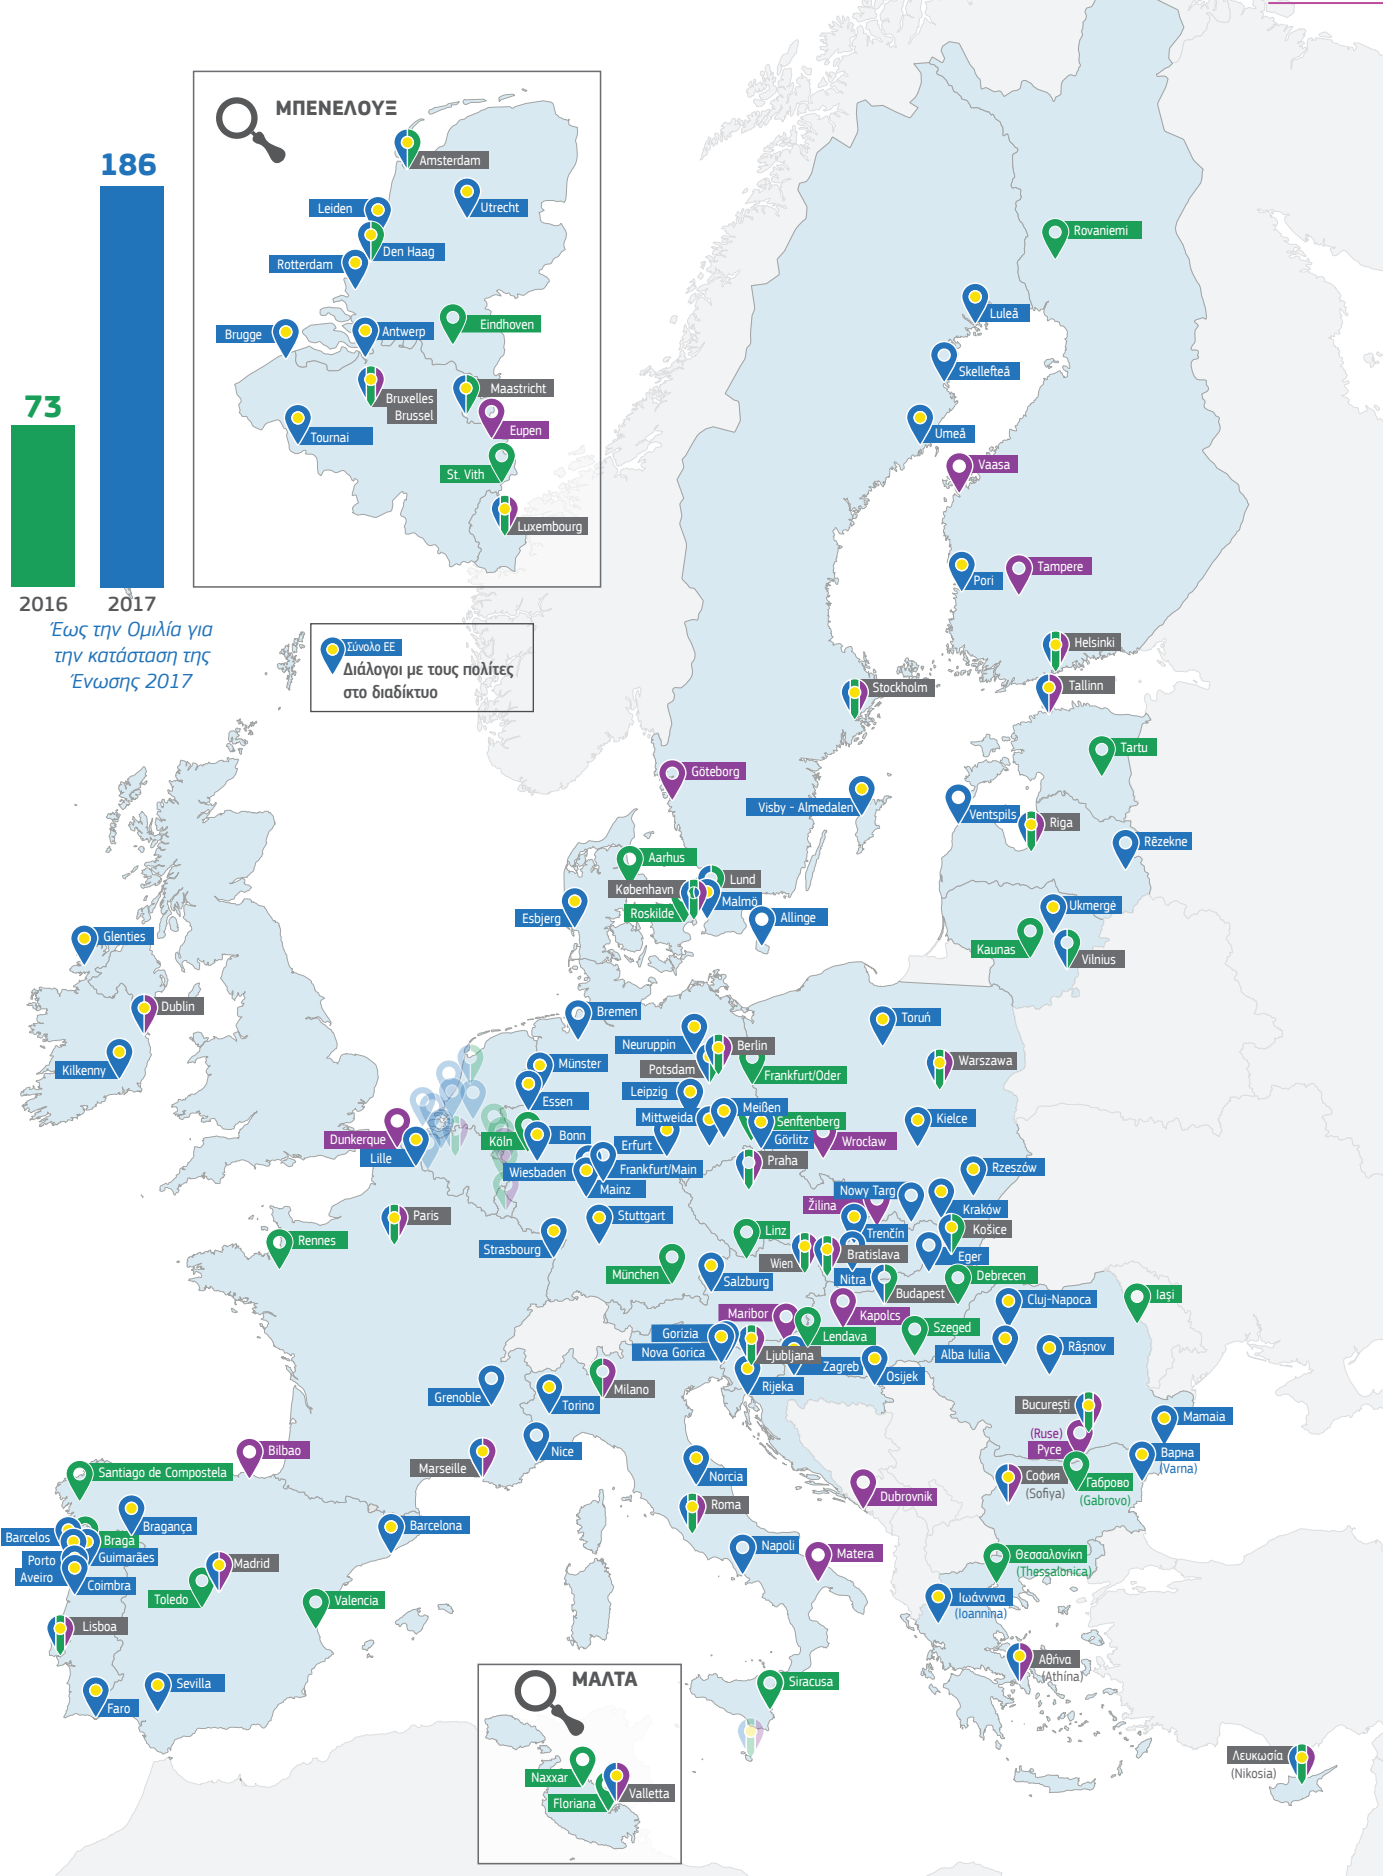 186
73
2016
2017
Έως την Ομιλία για
την κατάσταση της
Ένωσης 2017
ΜΠΕΝΕΛΟΥΞ
Amsterdam
Utrecht
Leiden
Den Haag
Rotterdam
Eindhoven
Brugge
Antwerp
Maastricht
Bruxelles
Brussel
Eupen
Tournai
St. Vith
Luxembourg
Σύνολο ΕΕ
Διάλογοι με τους πολίτες
στο διαδίκτυο
Rovaniemi
Luleå
Skellefteå
Umeå
Vaasa
Pori
Tampere
Helsinki
Tallinn
Stockholm
Tartu
Göteborg
Visby - Almedalen
Ventspils
Riga
Rēzekne
Aarhus
Lund
København
Malmö
Roskilde
Esbjerg
Allinge
Ukmergė
Kaunas
Vilnius
Glenties
Dublin
Kilkenny
Bremen
Toruń
Neuruppin
Berlin
Potsdam
Warszawa
Münster
Frankfurt/Oder
Leipzig
Essen
Meißen
Mittweida
Senftenberg
Kielce
Dunkerque
Köln
Bonn
Erfurt
Görlitz
Wrocław
Lille
Praha
Wiesbaden
Frankfurt/Main
Rzeszów
Mainz
Nowy Targ
Žilina
Kraków
Paris
Stuttgart
Trenčín
Košice
Rennes
Strasbourg
Linz
Wien
Bratislava
Eger
München
Salzburg
Nitra
Budapest
Debrecen
Cluj-Napoca
Iași
Maribor
Kapolcs
Gorizia
Lendava
Szeged
Nova Gorica
Ljubljana
Alba Iulia
Râșnov
Zagreb
Osijek
Rijeka
Grenoble
Torino
Milano
București
Mamaia
(Ruse)
Русе
Nice
Marseille
Варна
(Varna)
Bilbao
Santiago de Compostela
Norcia
София
(Sofiya)
Габрово
(Gabrovo)
Dubrovnik
Roma
Bragança
Barcelona
Barcelos
Braga
Guimarães
Porto
Aveiro
Coimbra
Madrid
Napoli
Matera
Θεσσαλονίκη
(Thessalonica)
Toledo
Valencia
Ιωάννινα
(Ioannina)
Lisboa
Αθήνα
(Athína)
Sevilla
Faro
ΜΑΛΤΑ
Siracusa
Naxxar
Valletta
Floriana
Λευκωσία
(Nikosia)